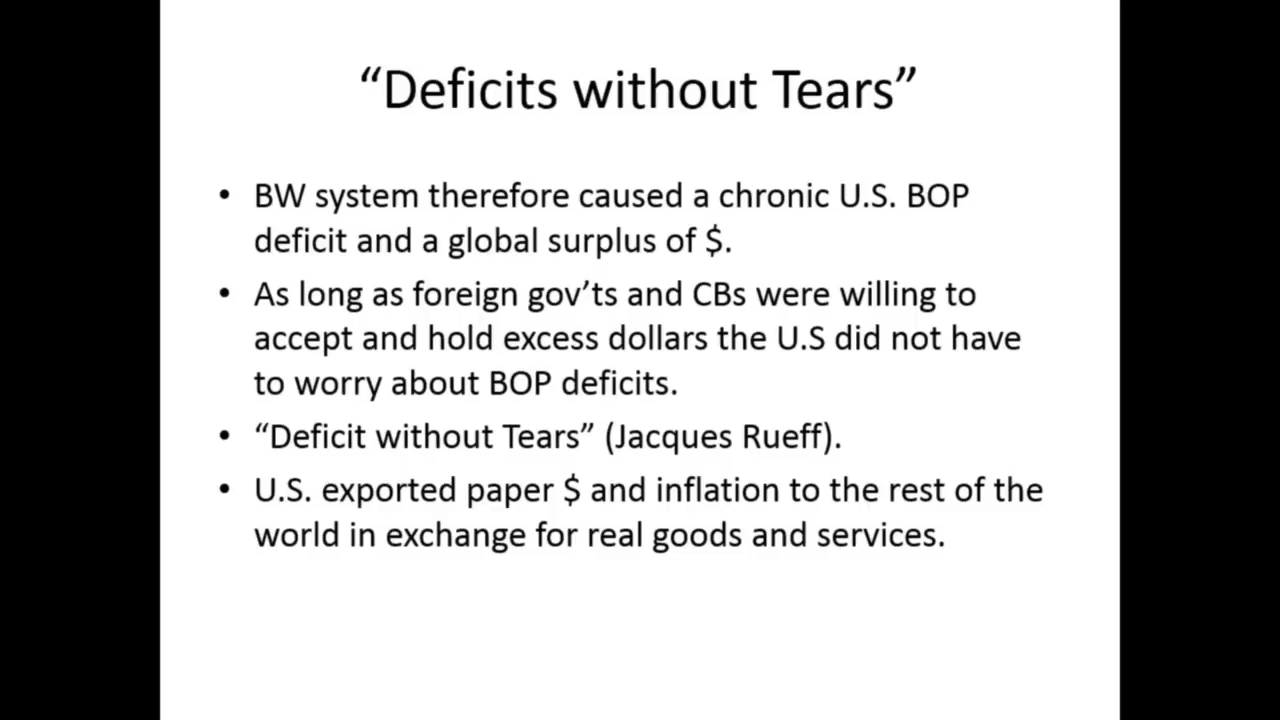 “Deficits without Tears”
• BW system therefore caused a chronic U.S. BOP
deficit and a global surplus of $.
• As long as foreign gov’ts and CBs were willing to
accept and hold excess dollars the U.S did not have
to worry about BOP deficits.
• “Deficit without Tears” (Jacques Rueff).
• U.S. exported paper $ and inflation to the rest of the
world in exchange for real goods and services.